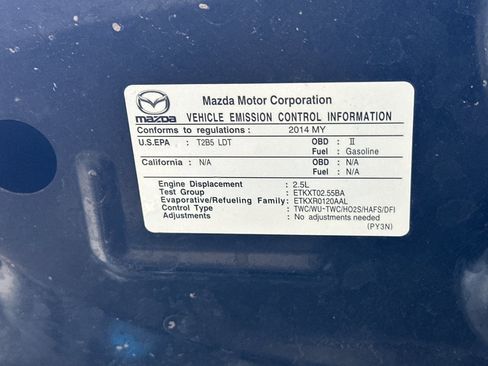 Mazda Motor Corporation
mazda VEHICLE EMISSION CONTROL INFORMATION
Conforms to regulations : 2014 MY
U.S.EPA : T2B5 LDT OBD : II
Fuel : Gasoline
California : N/A OBD : N/A
Fuel : N/A
Engine Displacement : 2.5L
Test Group : ETKXT02.55BA
Evaporative/Refueling Family: ETKXR0120AAL
Control Type : TWC/WU-TWC/HO2S/HAFS/DFI
Adjustments : No adjustments needed
(PY3N)